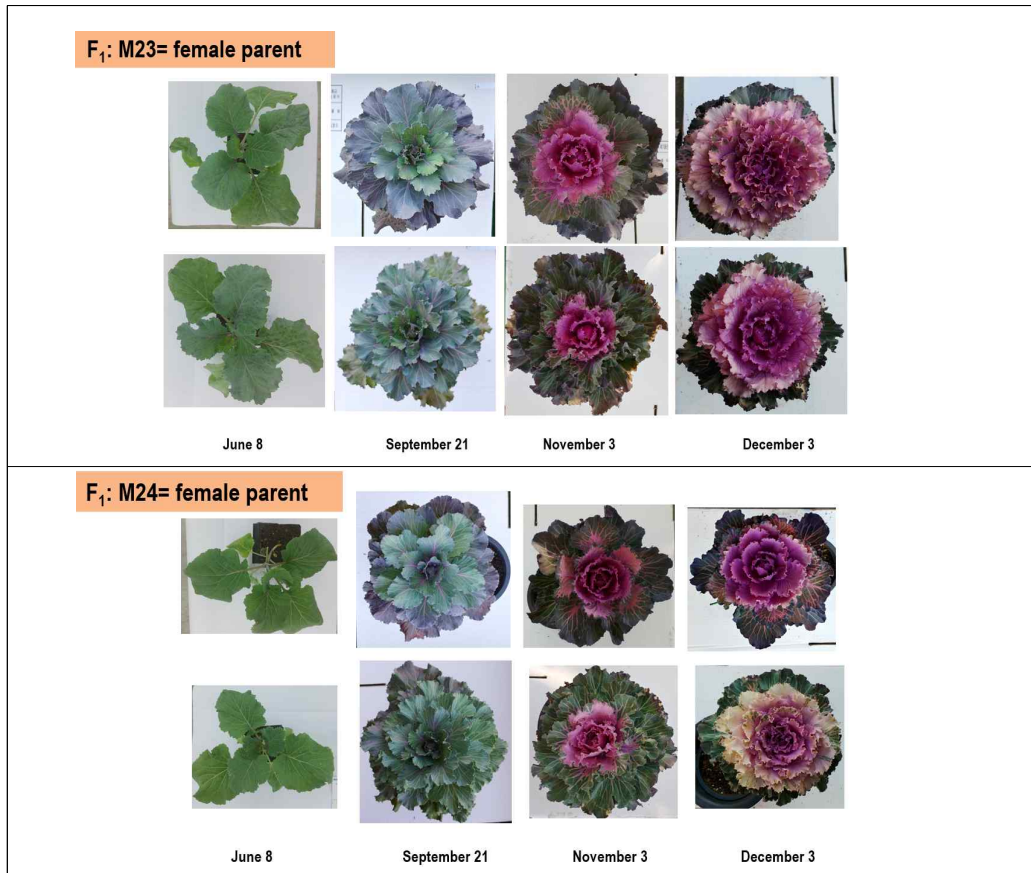 F₁: M23= female parent
June 8 September 21 November 3 December 3
F₁: M24= female parent
June 8 September 21 November 3 December 3